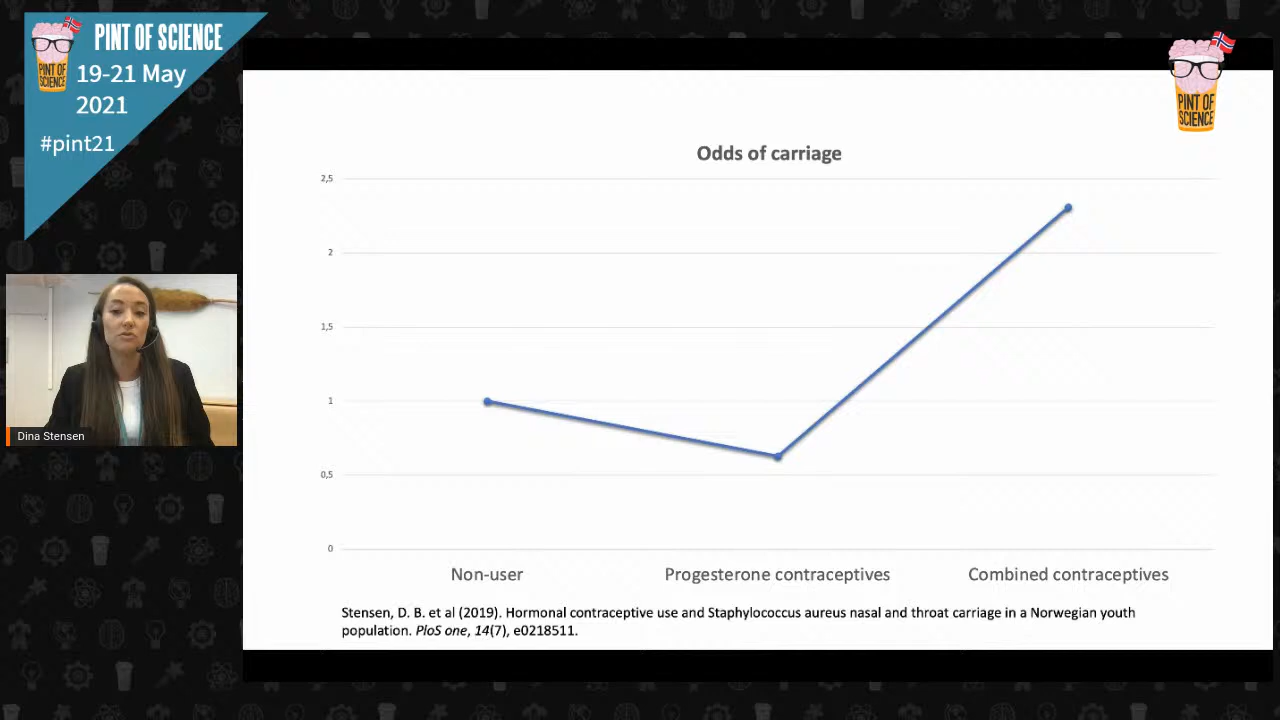 PINT OF SCIENCE
PINT OF
SCIENCE
19-21 May
2021
#pint21
PINT OF
SCIENCE
Dina Stensen
Odds of carriage
2,5
2
1,5
1
0,5
0
Non-user
Progesterone contraceptives
Combined contraceptives
Stensen, D. B. et al (2019). Hormonal contraceptive use and Staphylococcus aureus nasal and throat carriage in a Norwegian youth
population. PloS one, 14(7), e0218511.